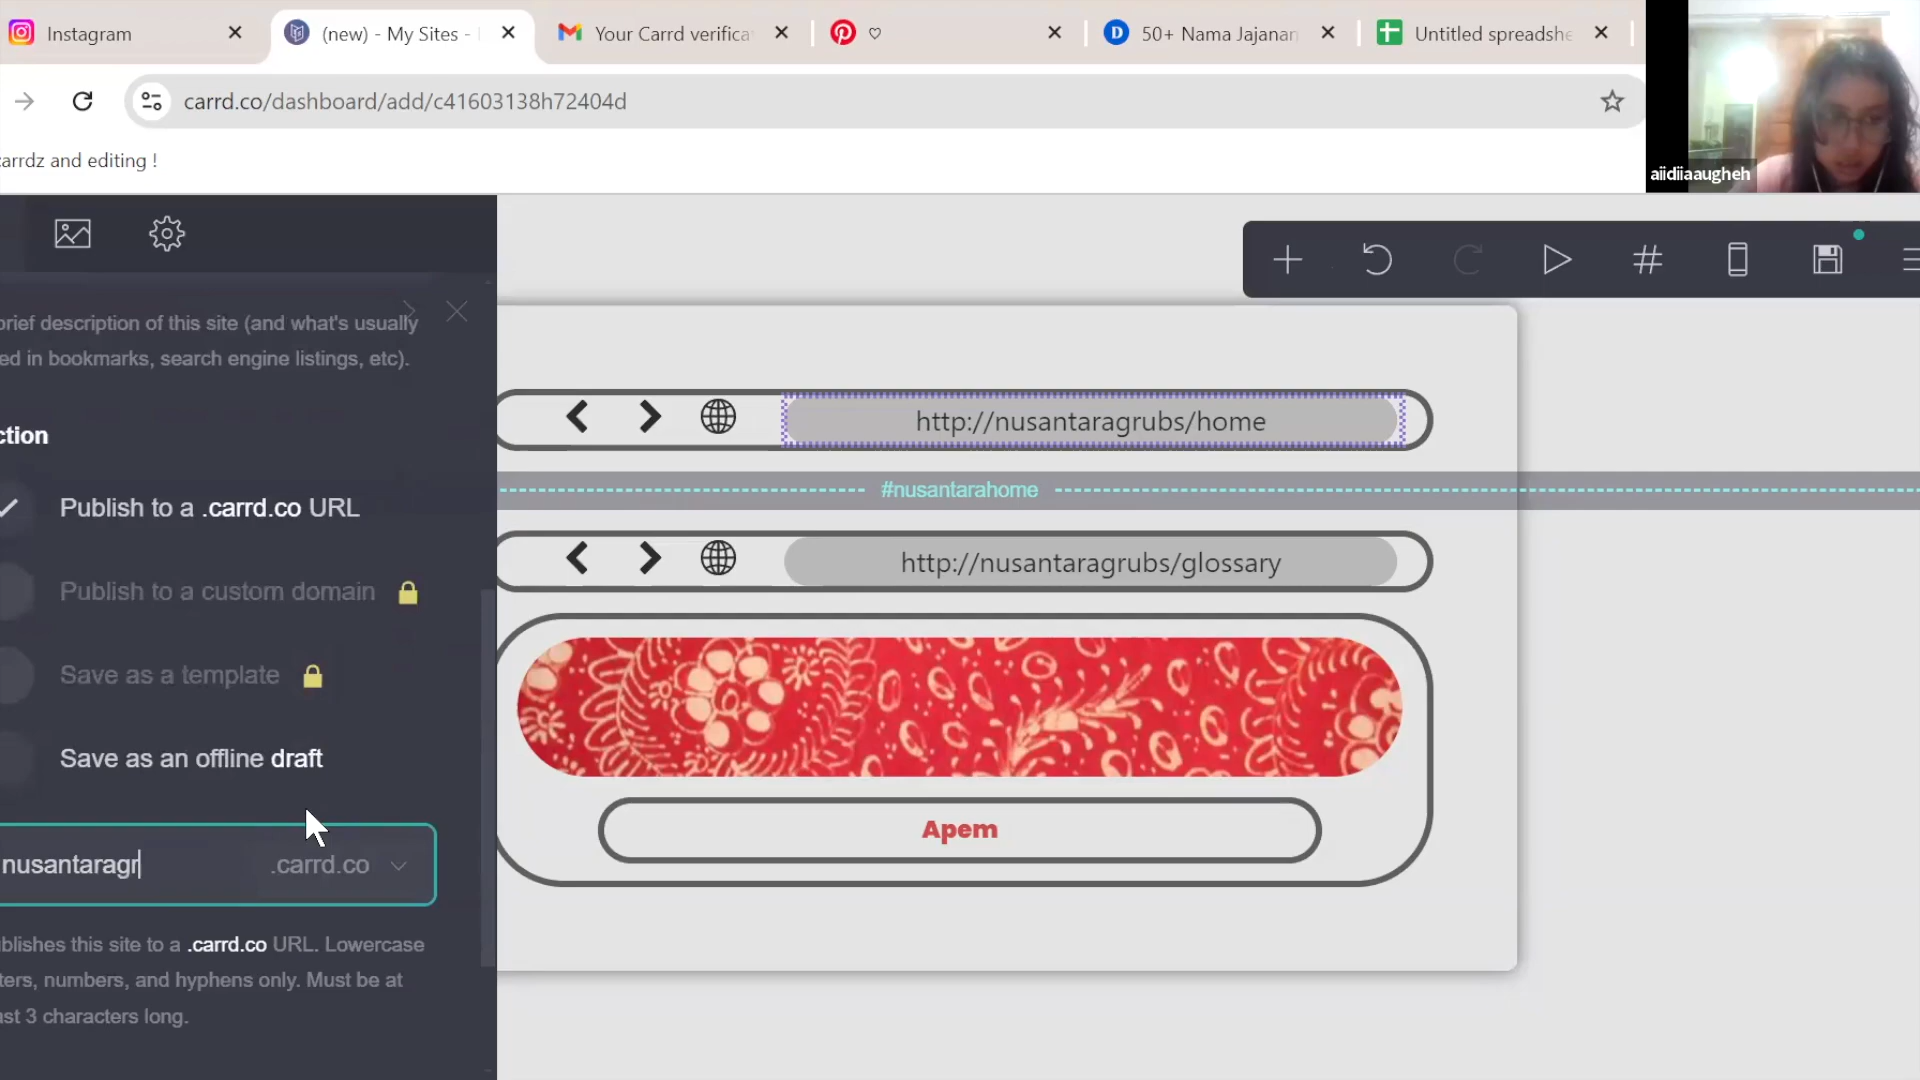 Instagram
(new) - My Sites -
Your Carrd verifica
♡
50+ Nama Jajanan
Untitled spreadshe
carrd.co/dashboard/add/c41603138h72404d
carrdz and editing !
aiidiiaaugheh
brief description of this site (and what's usually
ed in bookmarks, search engine listings, etc).
ction
Publish to a .carrd.co URL
Publish to a custom domain
Save as a template
Save as an offline draft
nusantaragr
.carrd.co
blishes this site to a .carrd.co URL. Lowercase
ters, numbers, and hyphens only. Must be at
ast 3 characters long.
http://nusantaragrubs/home
#nusantarahome
http://nusantaragrubs/glossary
Apem